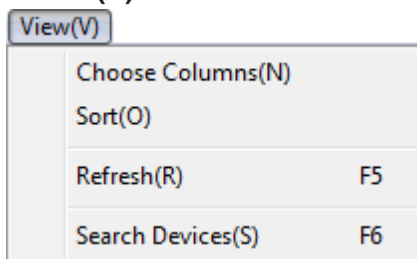 View(V)
Choose Columns(N)
Sort(O)
Refresh(R) F5
Search Devices(S) F6